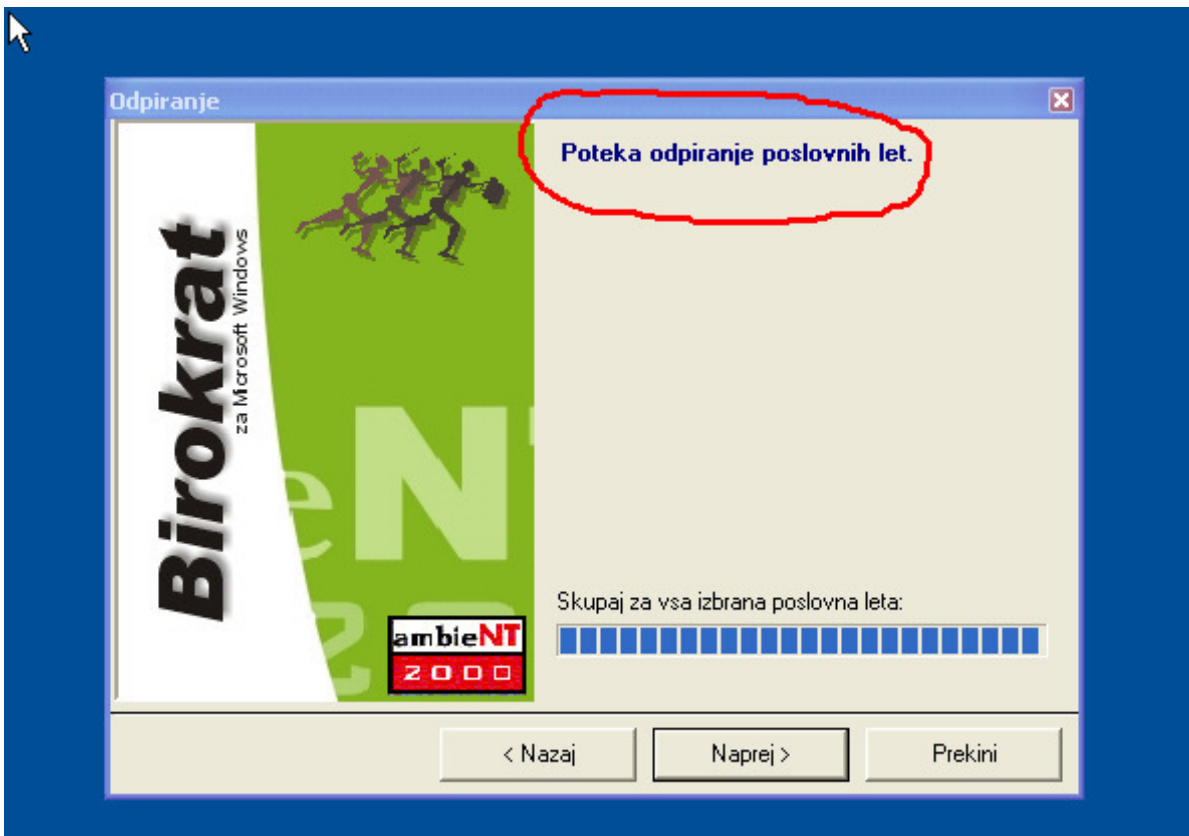 Odpiranje
Poteka odpiranje poslovnih let.
Birokrat
za Microsoft Windows
eNT
ambieNT
2000
Skupaj za vsa izbrana poslovna leta:
< Nazaj
Naprej >
Prekini